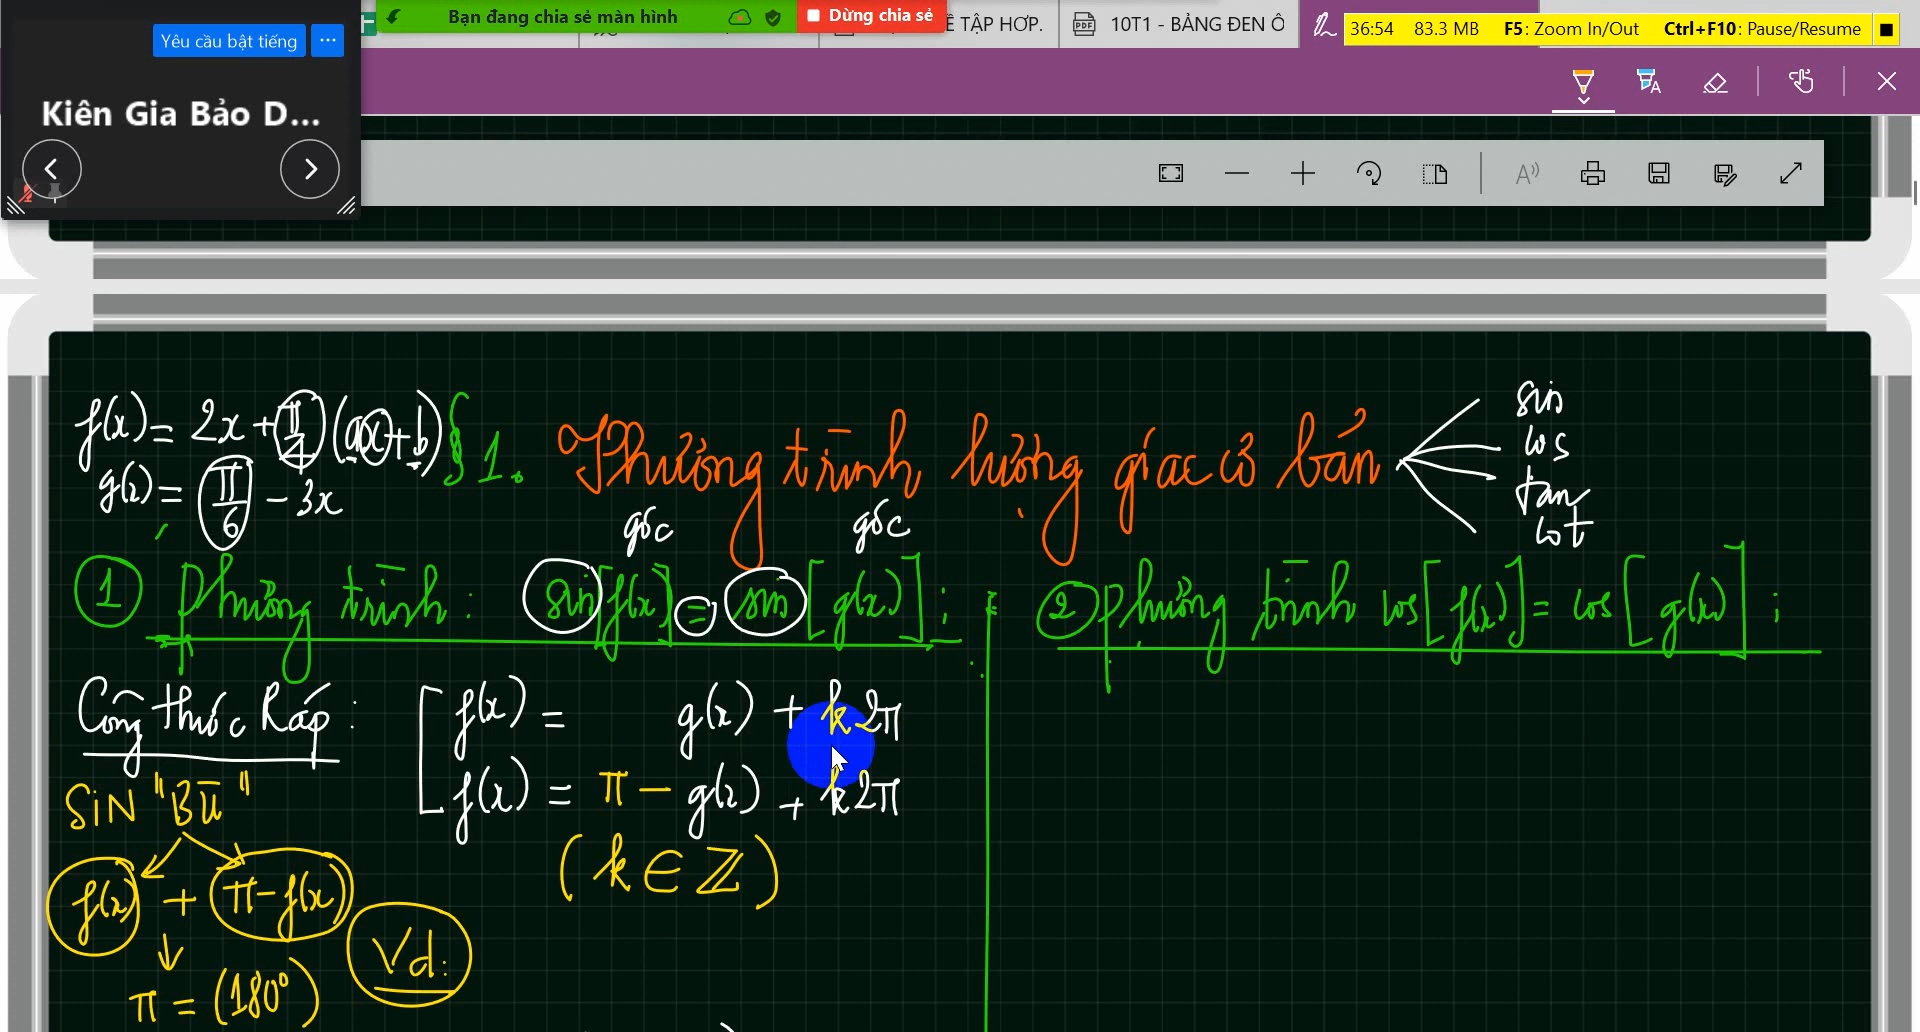 Bạn đang chia sẻ màn hình
Dừng chia sẻ
Ề TẬP HƠP.
10T1 - BẢNG ĐEN Ô
36:54 83.3 MB F5: Zoom In/Out Ctrl+F10: Pause/Resume
Yêu cầu bật tiếng ...
Kiên Gia Bảo D...
f(x) = 2x + π/4 (ax+b)
g(x) = π/6 - 3x
§1. Phương trình lượng giác cơ bản
sin
cos
tan
cot
góc góc
① Phương trình: sin[f(x)] = sin[g(x)];
② Phương trình cos[f(x)] = cos[g(x)];
Công thức Ráp:
f(x) = g(x) + k2π
f(x) = π - g(x) + k2π
(k ∈ ℤ)
SIN "BÙ"
f(x) + π-f(x)
π = (180°)
Vd: